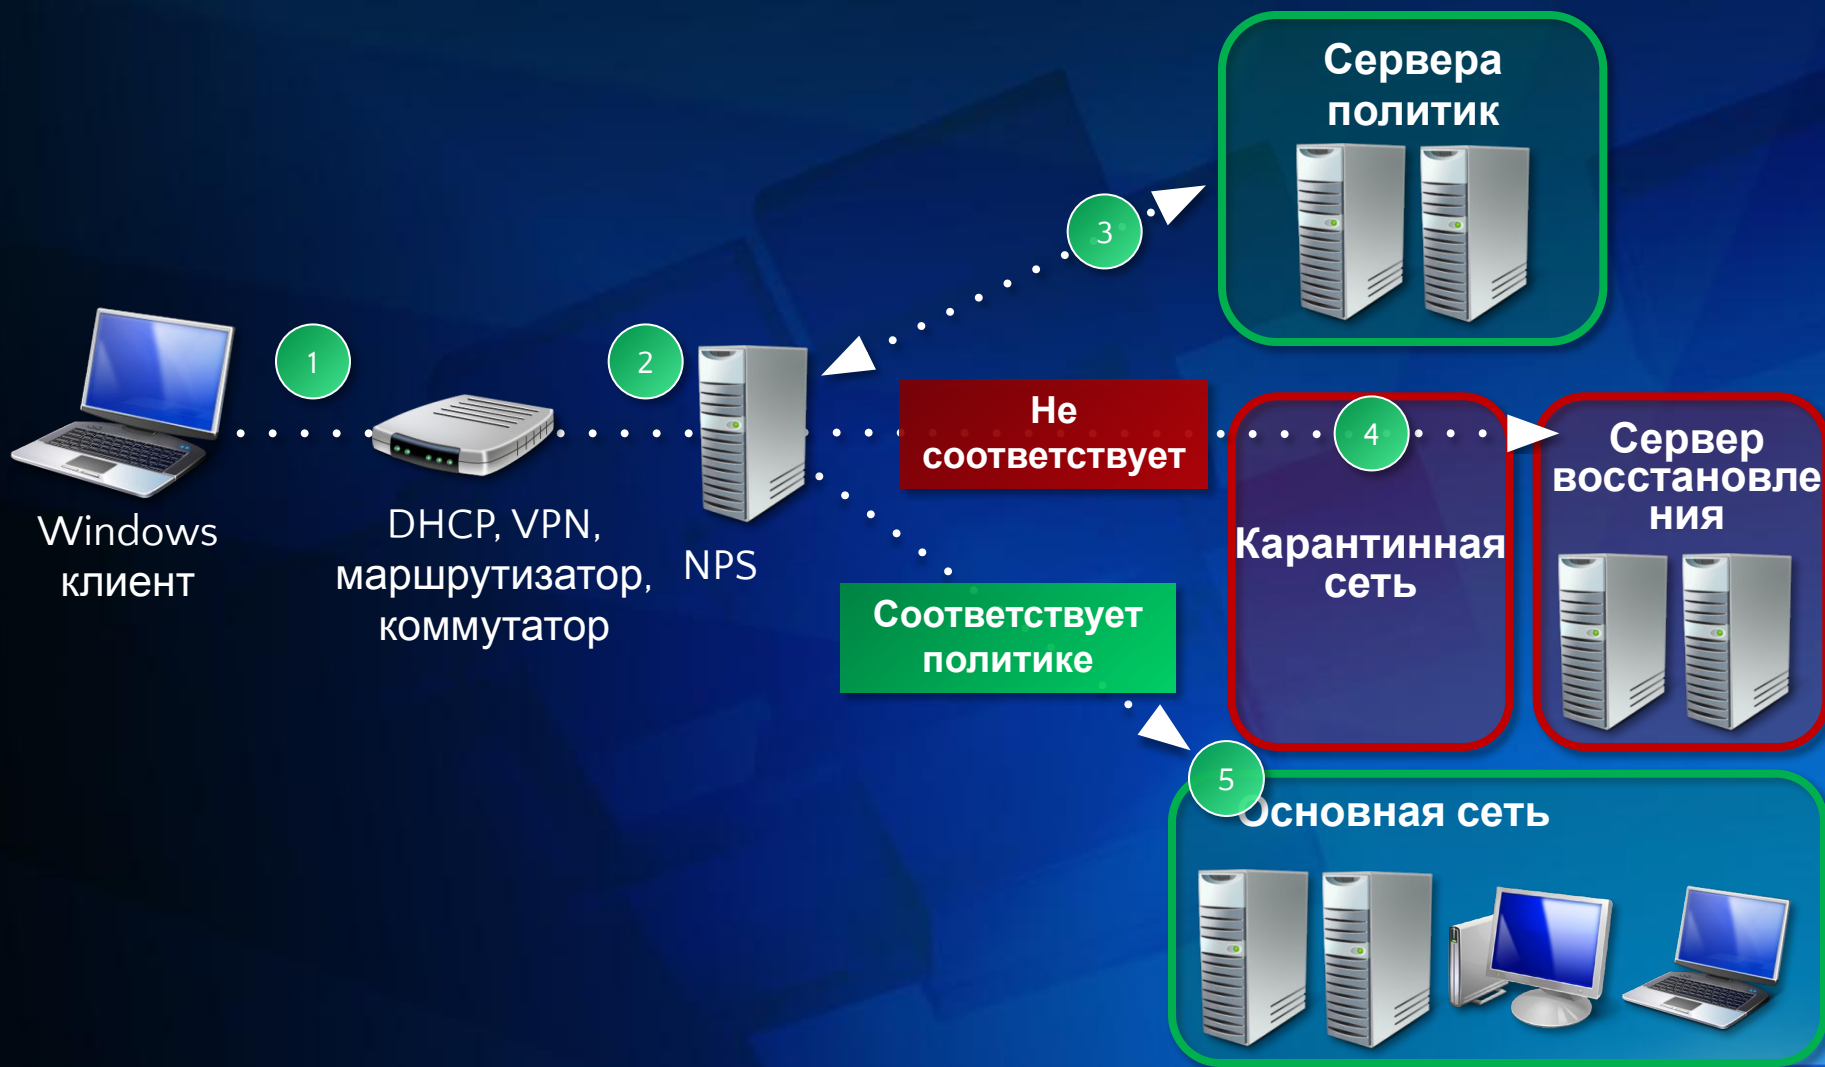 Сервера
политик
3
1
2
Не
соответствует
4
Сервер
восстановле
ния
Windows
клиент
DHCP, VPN,
маршрутизатор,
коммутатор
NPS
Карантинная
сеть
Соответствует
политике
5
Основная сеть